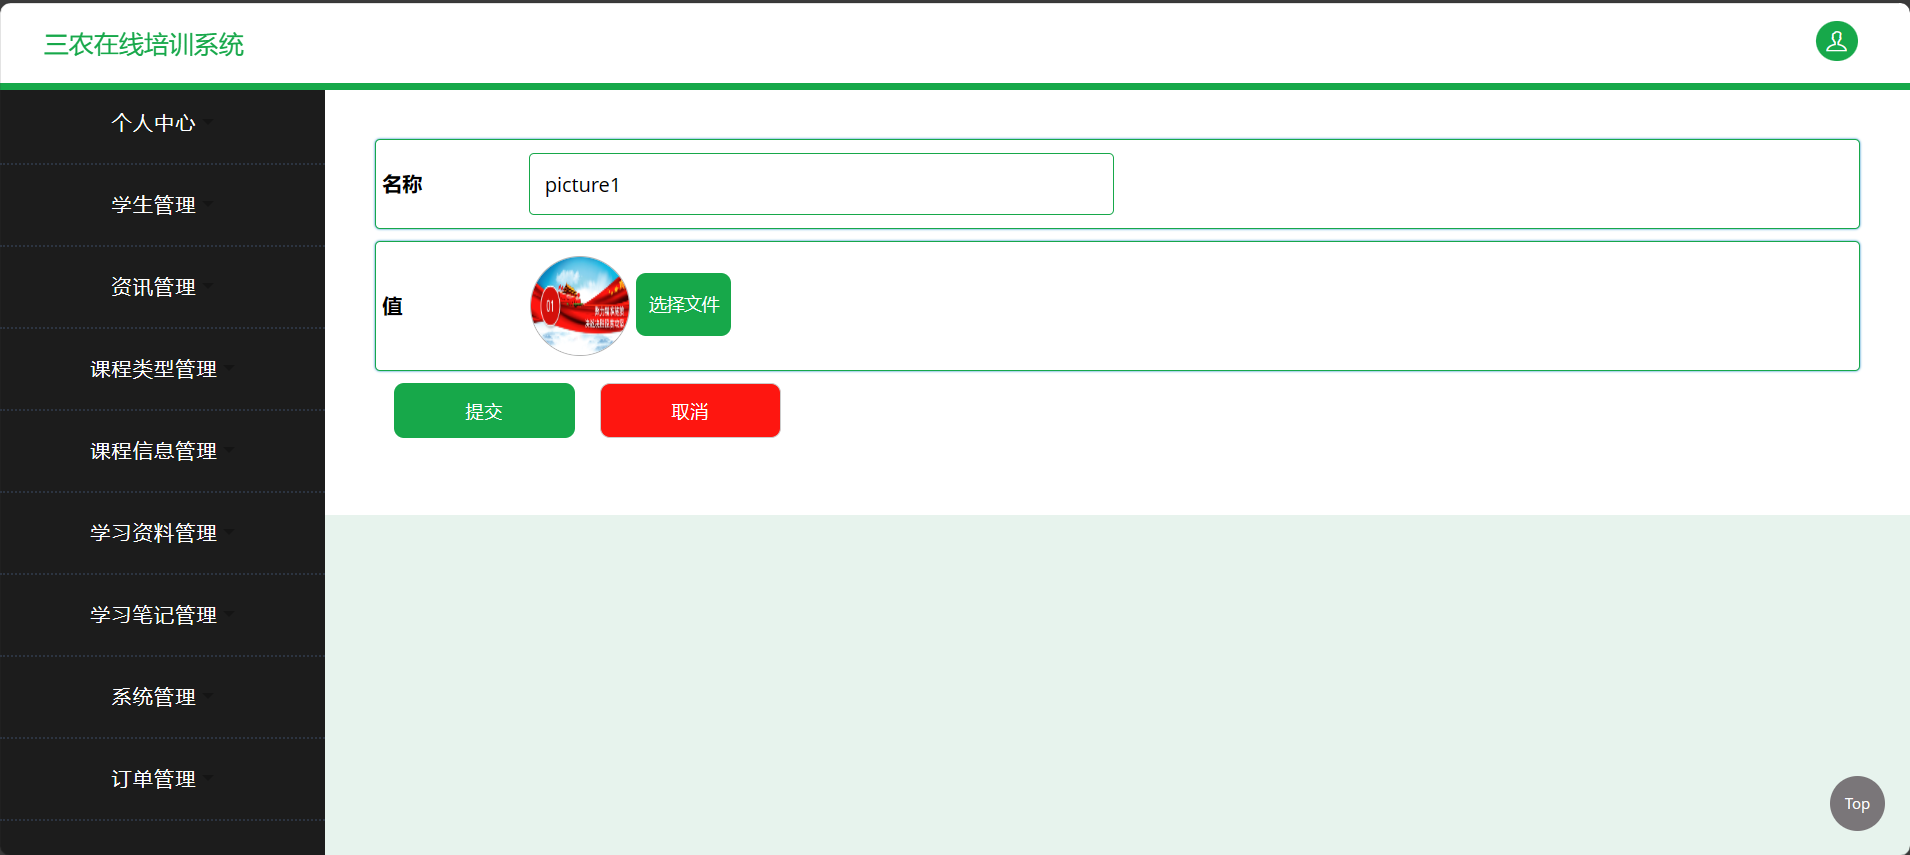 三农在线培训系统
个人中心
学生管理
资讯管理
课程类型管理
课程信息管理
学习资料管理
学习笔记管理
系统管理
订单管理
名称
picture1
值
01
选择文件
提交
取消
Top